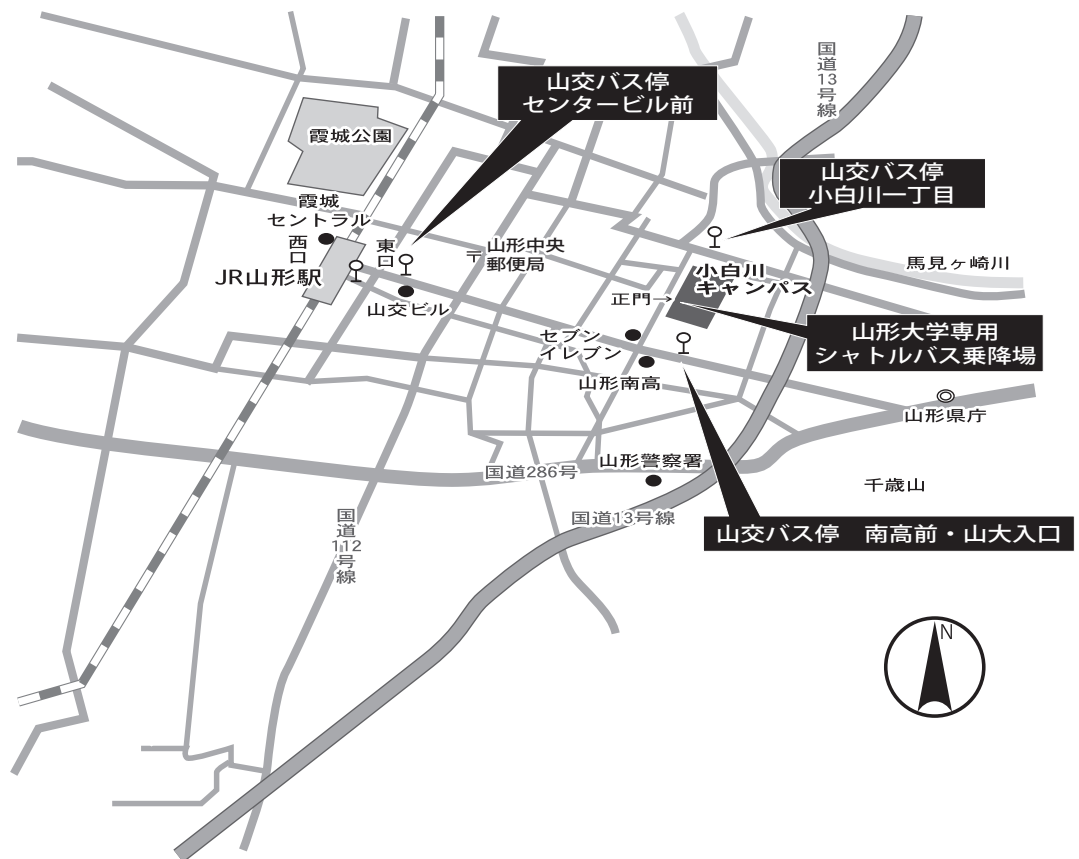 国道13号線
山交バス停
センタービル前
霞城公園
山交バス停
小白川一丁目
霞城
セントラル
西口
東口
〒山形中央
郵便局
JR山形駅
馬見ヶ崎川
小白川
キャンパス
正門→
山交ビル
山形大学専用
シャトルバス乗降場
セブン
イレブン
山形南高
山形県庁
山形警察署
国道286号
千歳山
国道13号線
国道112号線
山交バス停 南高前・山大入口
N